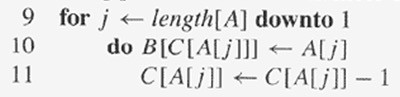 9 for j ← length[A] downto 1
10 do B[C[A[j]]] ← A[j]
11 C[A[j]] ← C[A[j]] − 1